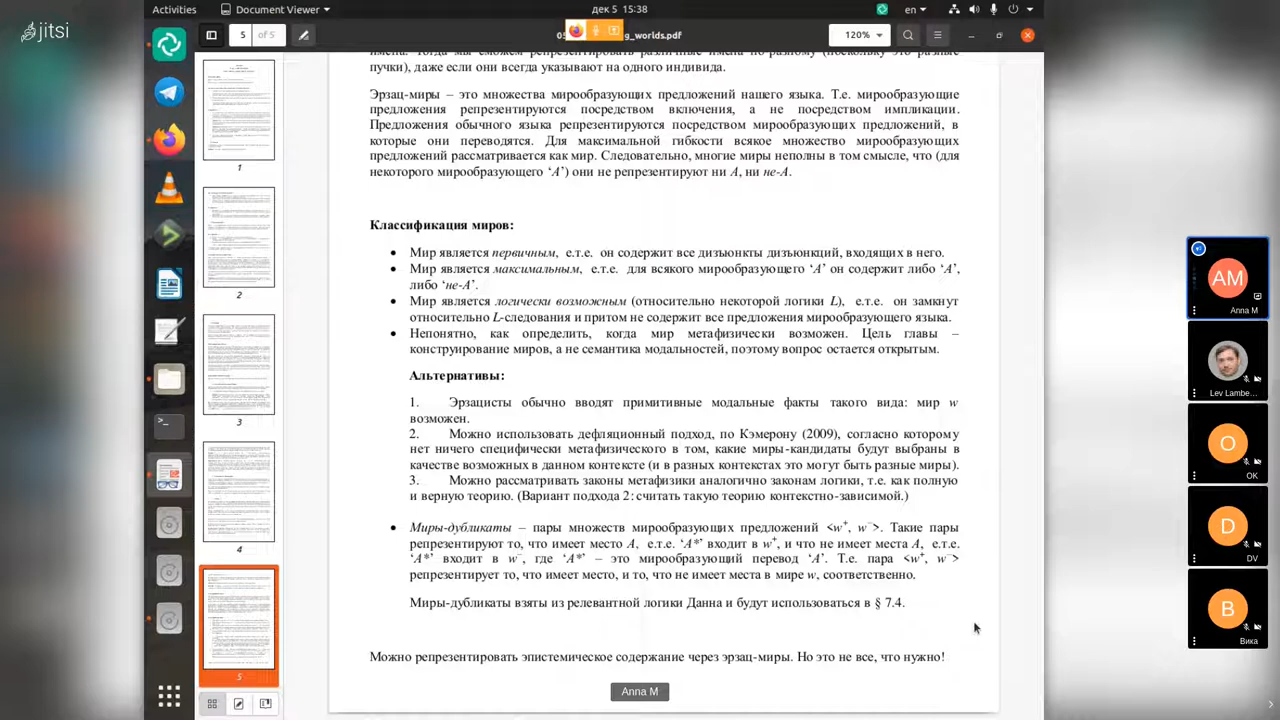 jitsi
Activities
Document Viewer
дек 5 15:38
en
5
of 5
g_worlds.pdf
120%
имена. Тогда мы сможем репрезентировать различные имена по-разному (поскольку это разные
пучки), даже если они всегда указывают на одного индивида.
Эрзац-миры – это множества мирообразующих предложений нашего языка. Т.е. мирообразующие
предложения репрезентируются посредством включения, а не посредством импликации.
Предложения обычного языка репрезентируются множествами мирообразующих предложений, в
которые они переводятся. Для максимальной гибкости всякое множество мирообразующих
предложений рассматривается как мир. Следовательно, многие миры неполны в том смысле, что (для
некоторого мирообразующего ‘A’) они не репрезентируют ни A, ни не-A.
Классификация миров:
Мир является е.т.е. он содержит все дизъюнкты дизъюнкций, входящих в него.
Мир является максимальным, е.т.е. для каждого мирообразующего ‘A’ он содержит либо ‘A’,
либо ‘не-A’.
Мир является логически возможным (относительно некоторой логики L), е.т.е. он замкнут
относительно L-следования и притом не содержит все предложения мирообразующего языка.
Непонятно, как определить, когда мир метафизически возможен. Цель главы –
конструирование миров, а не семантика модальностей, поэтому вопрос остается открытым.
Альтернативы:
1. Эрзацисты обычно вводят примитивные модальные факты такого вида: мир w
возможен.
2. Можно использовать дефляционный подход, по Кэмерону (2009), согласно которому
нет ничего специфически метафизического в том, какие миры-кандидаты будут выбраны в
качестве возможных в данном контексте (в разных контекстах это могут быть разные миры).
3. Можно рассматривать законы метафизики аналогично законам логики, т.е. как некую
теорию (Вариант подхода 2: считать такую теорию контекстно-зависимой.)
Миры-дублеты – это пары множеств мирообразующих предложений <w+, w−>. Такие пары
репрезентируют то, что имеет место A, е.т.е. ‘A*’ входит в w+, и что не имеет места A, е.т.е.
‘A*’ входит в w−, где ‘A*’ – это мирообразующий перевод ‘A’. Т.е. пара <w+, w−>
репрезентирует то, что имеет место, и то, что не имеет места в мире w, соответственно.
Миры-дублеты взяты из релевантной логики и будут использоваться в § 7.4.
эпистемическое содержание из эрзац-миры. Но это не все, что нужно!
1
2
3
4
5
Anna M
AM
Anna M
Lev Lambe...
O
OK
D
DV
В
Вика